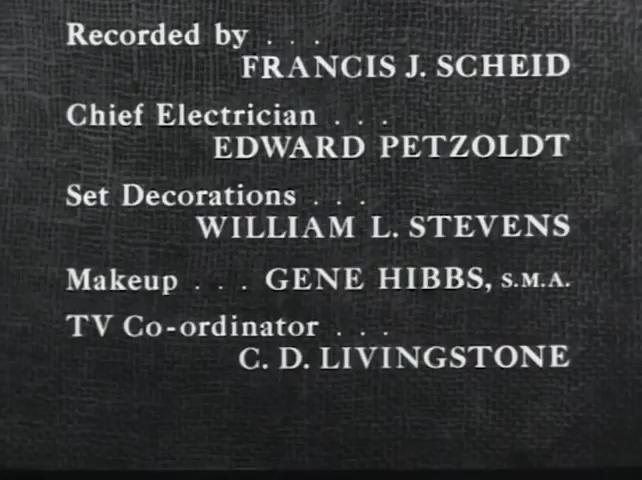 Recorded by . . .
FRANCIS J. SCHEID
Chief Electrician . . .
EDWARD PETZOLDT
Set Decorations . . .
WILLIAM L. STEVENS
Makeup . . . GENE HIBBS, S.M.A.
TV Co-ordinator . . .
C. D. LIVINGSTONE